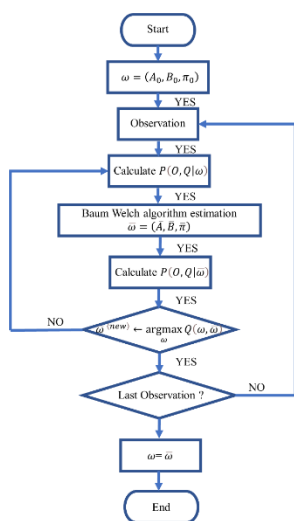 Start
ω = (A₀, B₀, π₀)
YES
Observation
YES
Calculate P(O, Q|ω)
YES
Baum Welch algorithm estimation
ω̄ = (Ā, B̄, π̄)
YES
Calculate P(O, Q|ω̄)
YES
NO
ω̄⁽ⁿᵉʷ⁾ ← argmax Q(ω, ω̄)
ω
YES
Last Observation ?
NO
YES
ω= ω̄
End